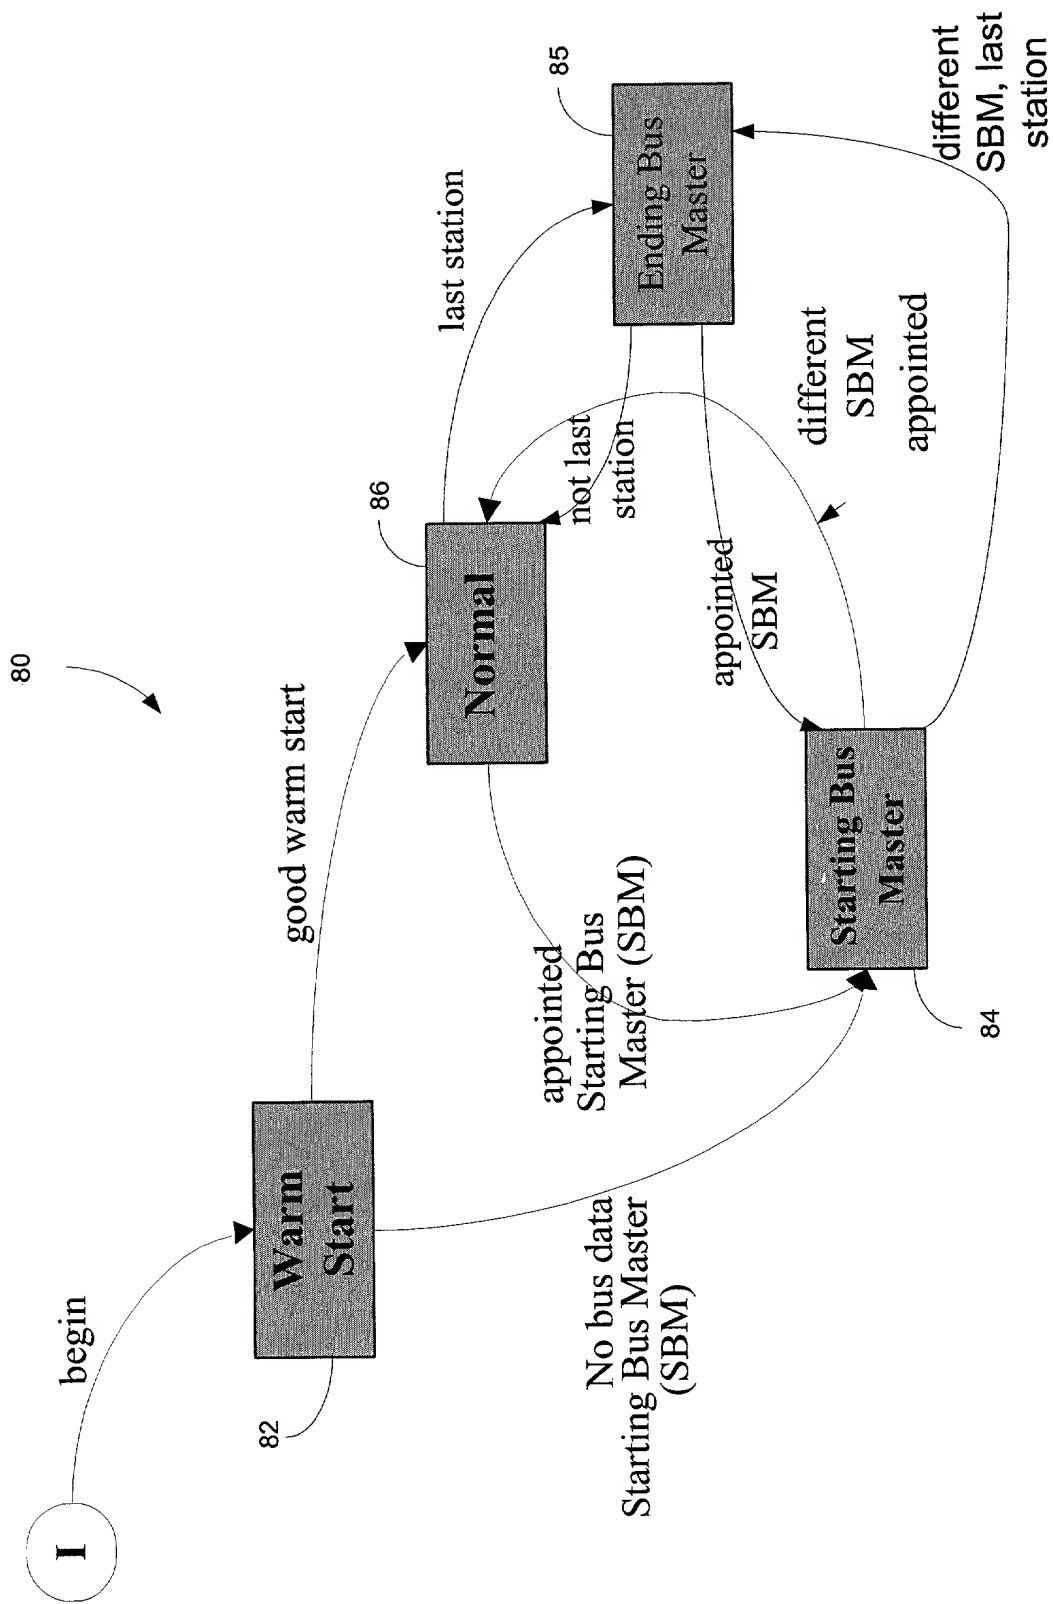 80
I
begin
Warm
Start
82
good warm start
No bus data
Starting Bus Master
(SBM)
Normal
86
appointed
Starting Bus
Master (SBM)
last station
not last
station
Ending Bus
Master
85
appointed
SBM
different
SBM
appointed
Starting Bus
Master
84
different
SBM, last
station